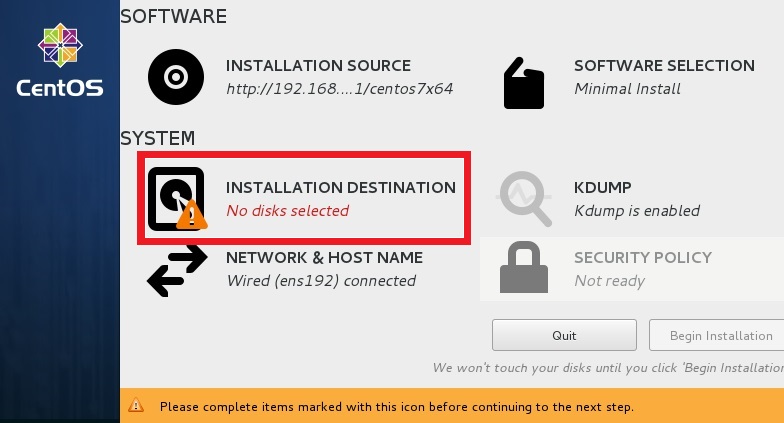 SOFTWARE
CentOS
INSTALLATION SOURCE
http://192.168....1/centos7x64
SOFTWARE SELECTION
Minimal Install
SYSTEM
INSTALLATION DESTINATION
No disks selected
KDUMP
Kdump is enabled
NETWORK & HOST NAME
Wired (ens192) connected
SECURITY POLICY
Not ready
Quit
Begin Installation
We won't touch your disks until you click 'Begin Installation
Please complete items marked with this icon before continuing to the next step.